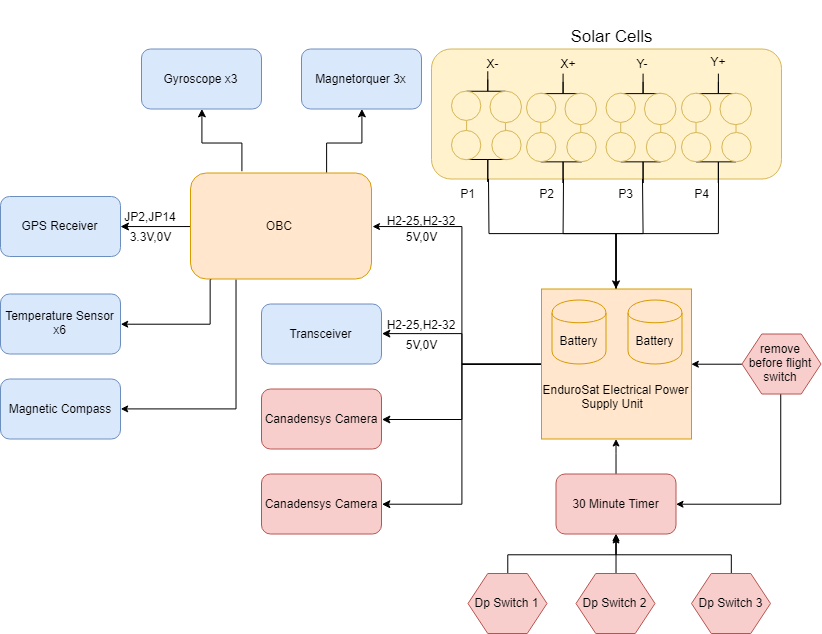 Solar Cells
X-
X+
Y-
Y+
Gyroscope x3
Magnetorquer 3x
P1
P2
P3
P4
GPS Receiver
JP2,JP14
3.3V,0V
OBC
H2-25,H2-32
5V,0V
Temperature Sensor
x6
Transceiver
H2-25,H2-32
5V,0V
Battery
Battery
remove
before flight
switch
EnduroSat Electrical Power
Supply Unit
Magnetic Compass
Canadensys Camera
Canadensys Camera
30 Minute Timer
Dp Switch 1
Dp Switch 2
Dp Switch 3